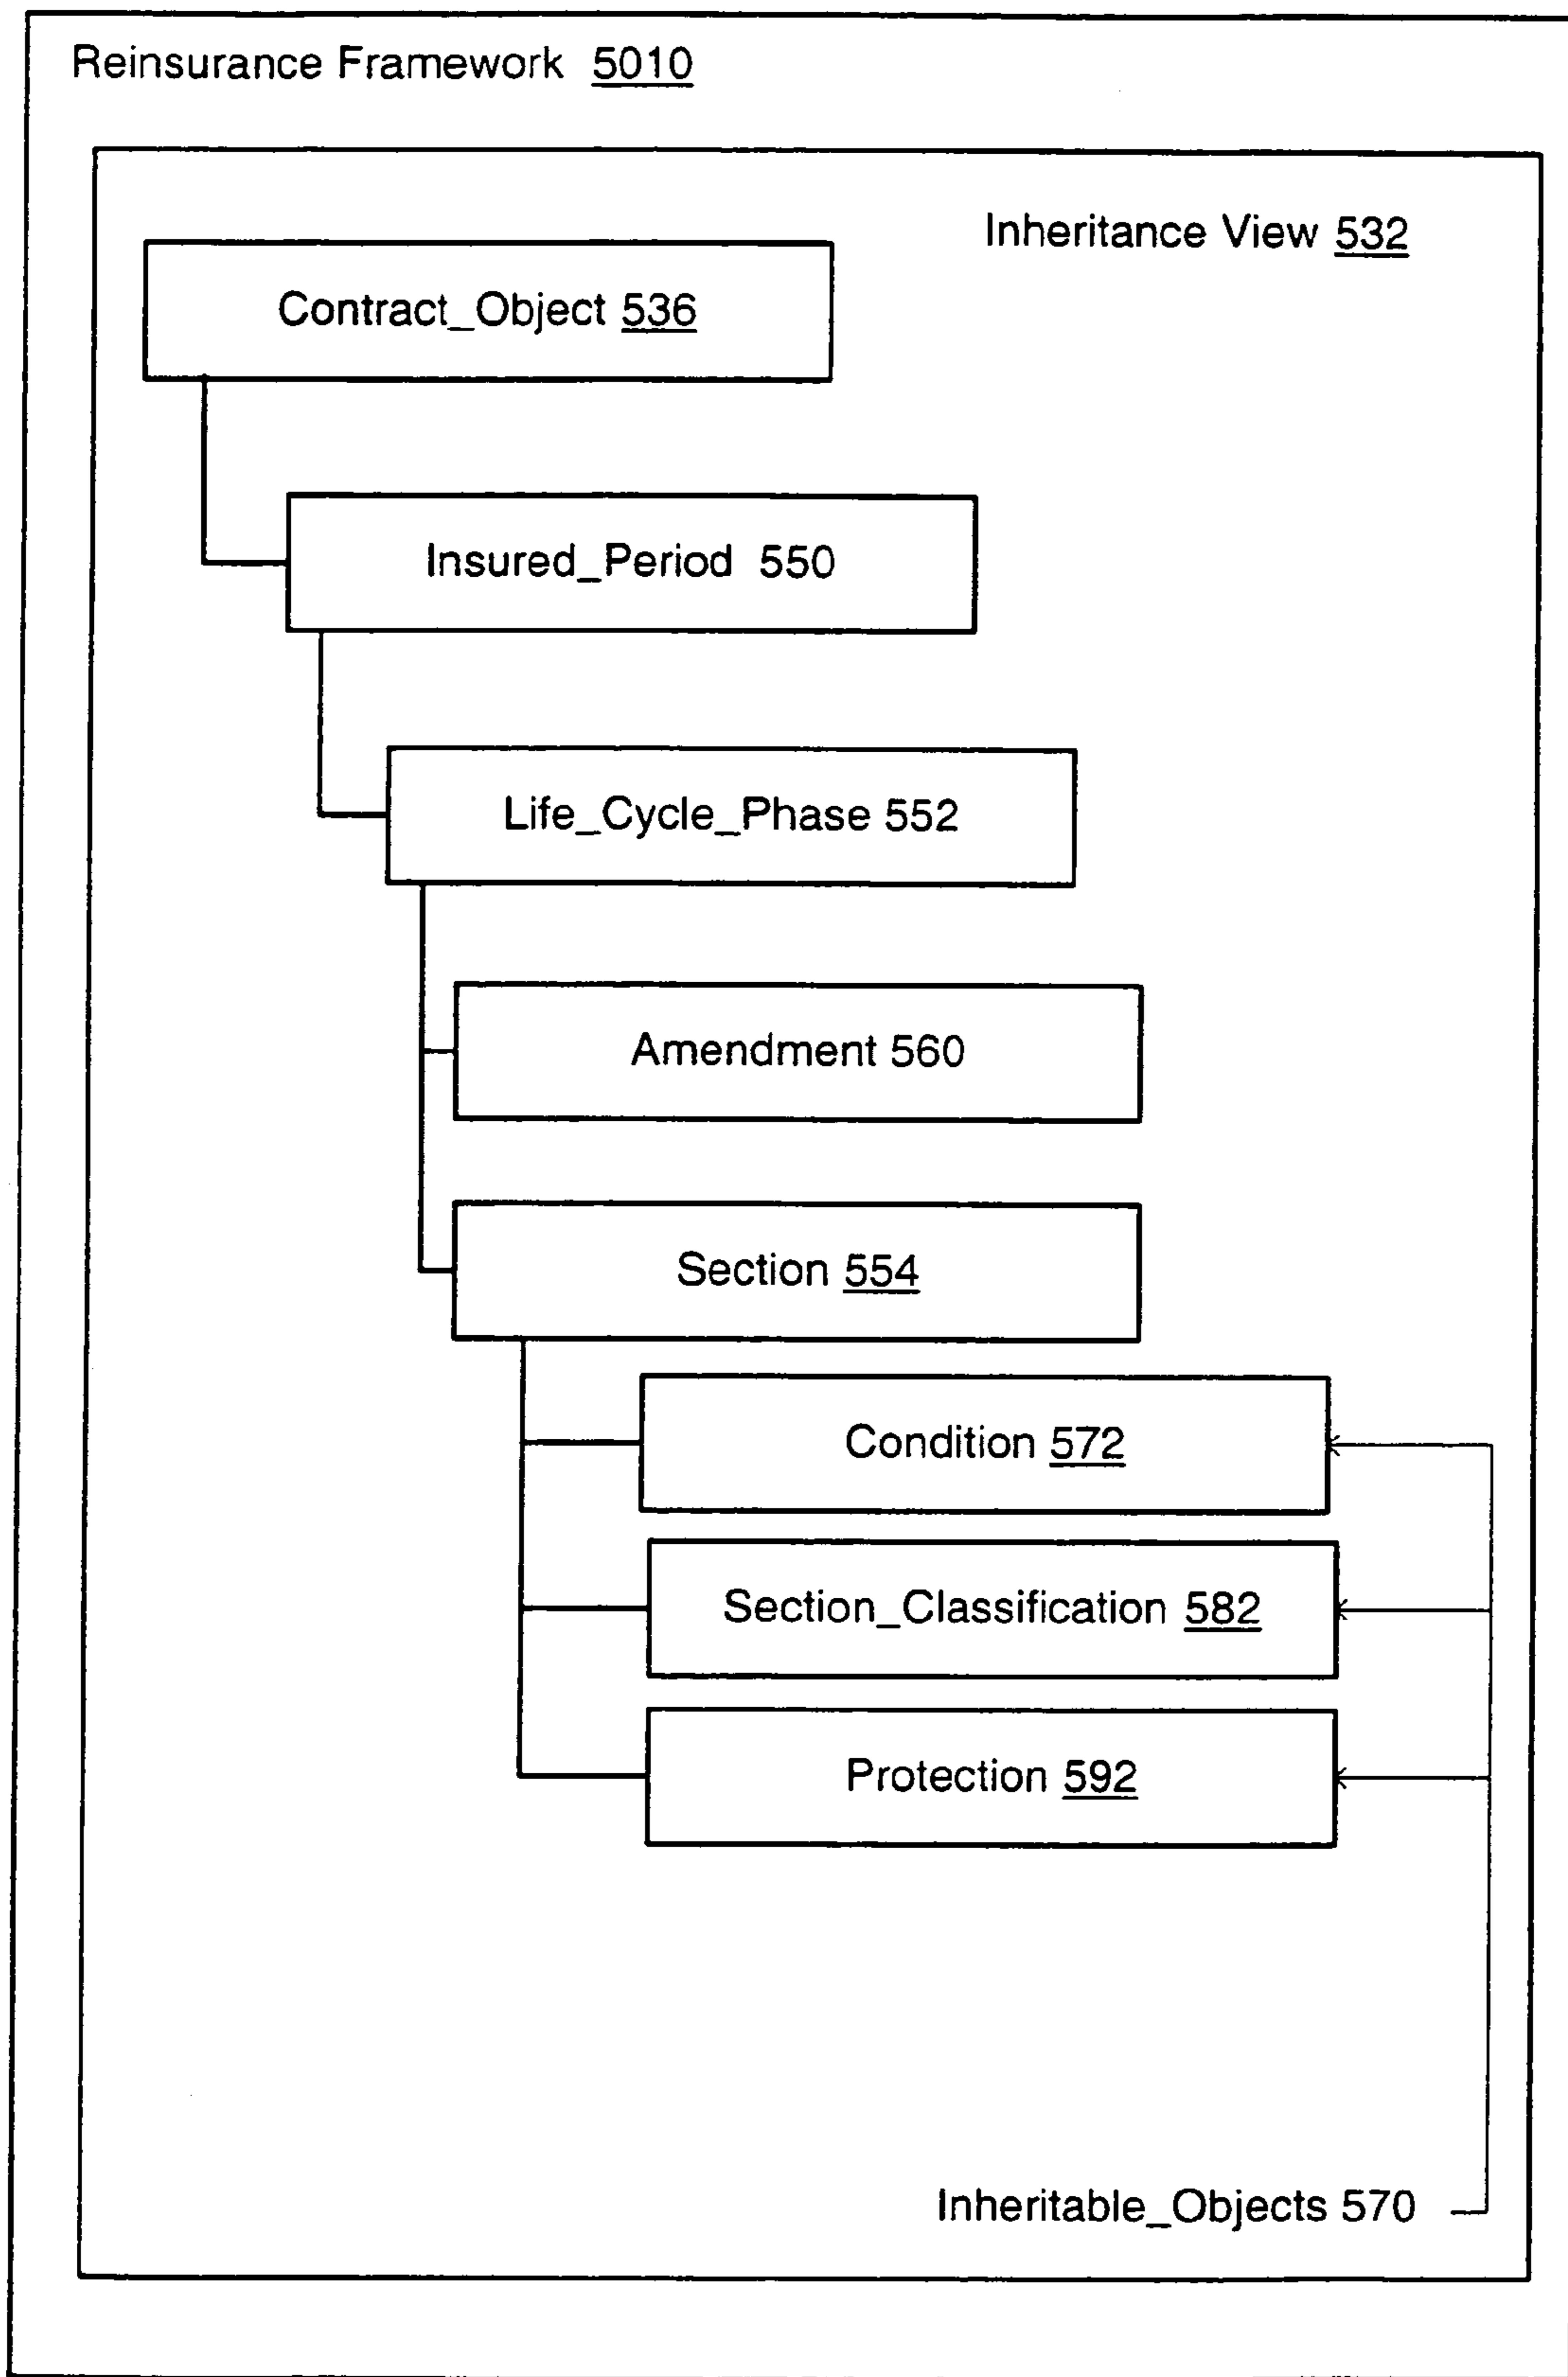 Reinsurance Framework 5010
Inheritance View 532
Contract_Object 536
Insured_Period 550
Life_Cycle_Phase 552
Amendment 560
Section 554
Condition 572
Section_Classification 582
Protection 592
Inheritable_Objects 570